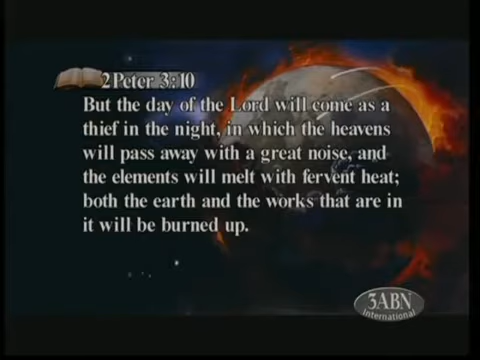 2 Peter 3:10
But the day of the Lord will come as a
thief in the night, in which the heavens
will pass away with a great noise, and
the elements will melt with fervent heat;
both the earth and the works that are in
it will be burned up.
3ABN
International